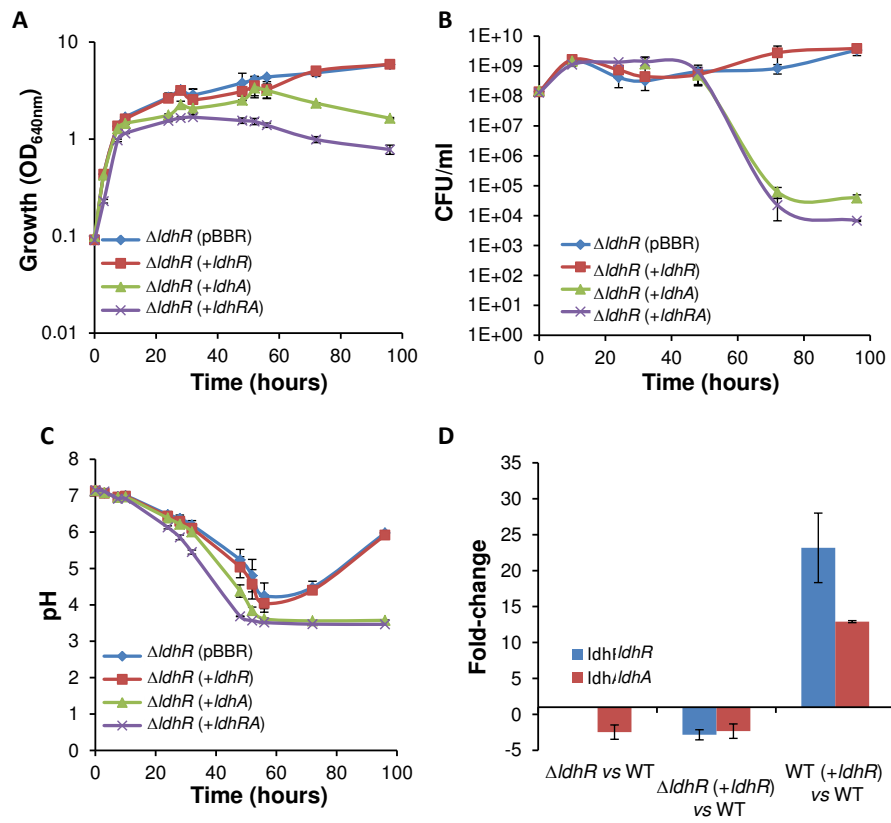 A
Growth (OD640nm)
10
1
0.1
0.01
ΔldhR (pBBR)
ΔldhR (+ldhR)
ΔldhR (+ldhA)
ΔldhR (+ldhRA)
0 20 40 60 80 100
Time (hours)
B
CFU/ml
1E+10
1E+09
1E+08
1E+07
1E+06
1E+05
1E+04
1E+03
1E+02
1E+01
1E+00
ΔldhR (pBBR)
ΔldhR (+ldhR)
ΔldhR (+ldhA)
ΔldhR (+ldhRA)
0 20 40 60 80 100
Time (hours)
C
pH
8
7
6
5
4
3
2
1
0
ΔldhR (pBBR)
ΔldhR (+ldhR)
ΔldhR (+ldhA)
ΔldhR (+ldhRA)
0 20 40 60 80 100
Time (hours)
D
Fold-change
35
30
25
20
15
10
5
0
-5
ldhR
ldhA
ΔldhR vs WT
ΔldhR (+ldhR)
vs WT
WT (+ldhR)
vs WT